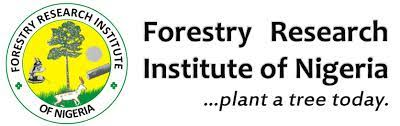 FORESTRY RESEARCH INSTITUTE
OF NIGERIA
Forestry Research
Institute of Nigeria
...plant a tree today.